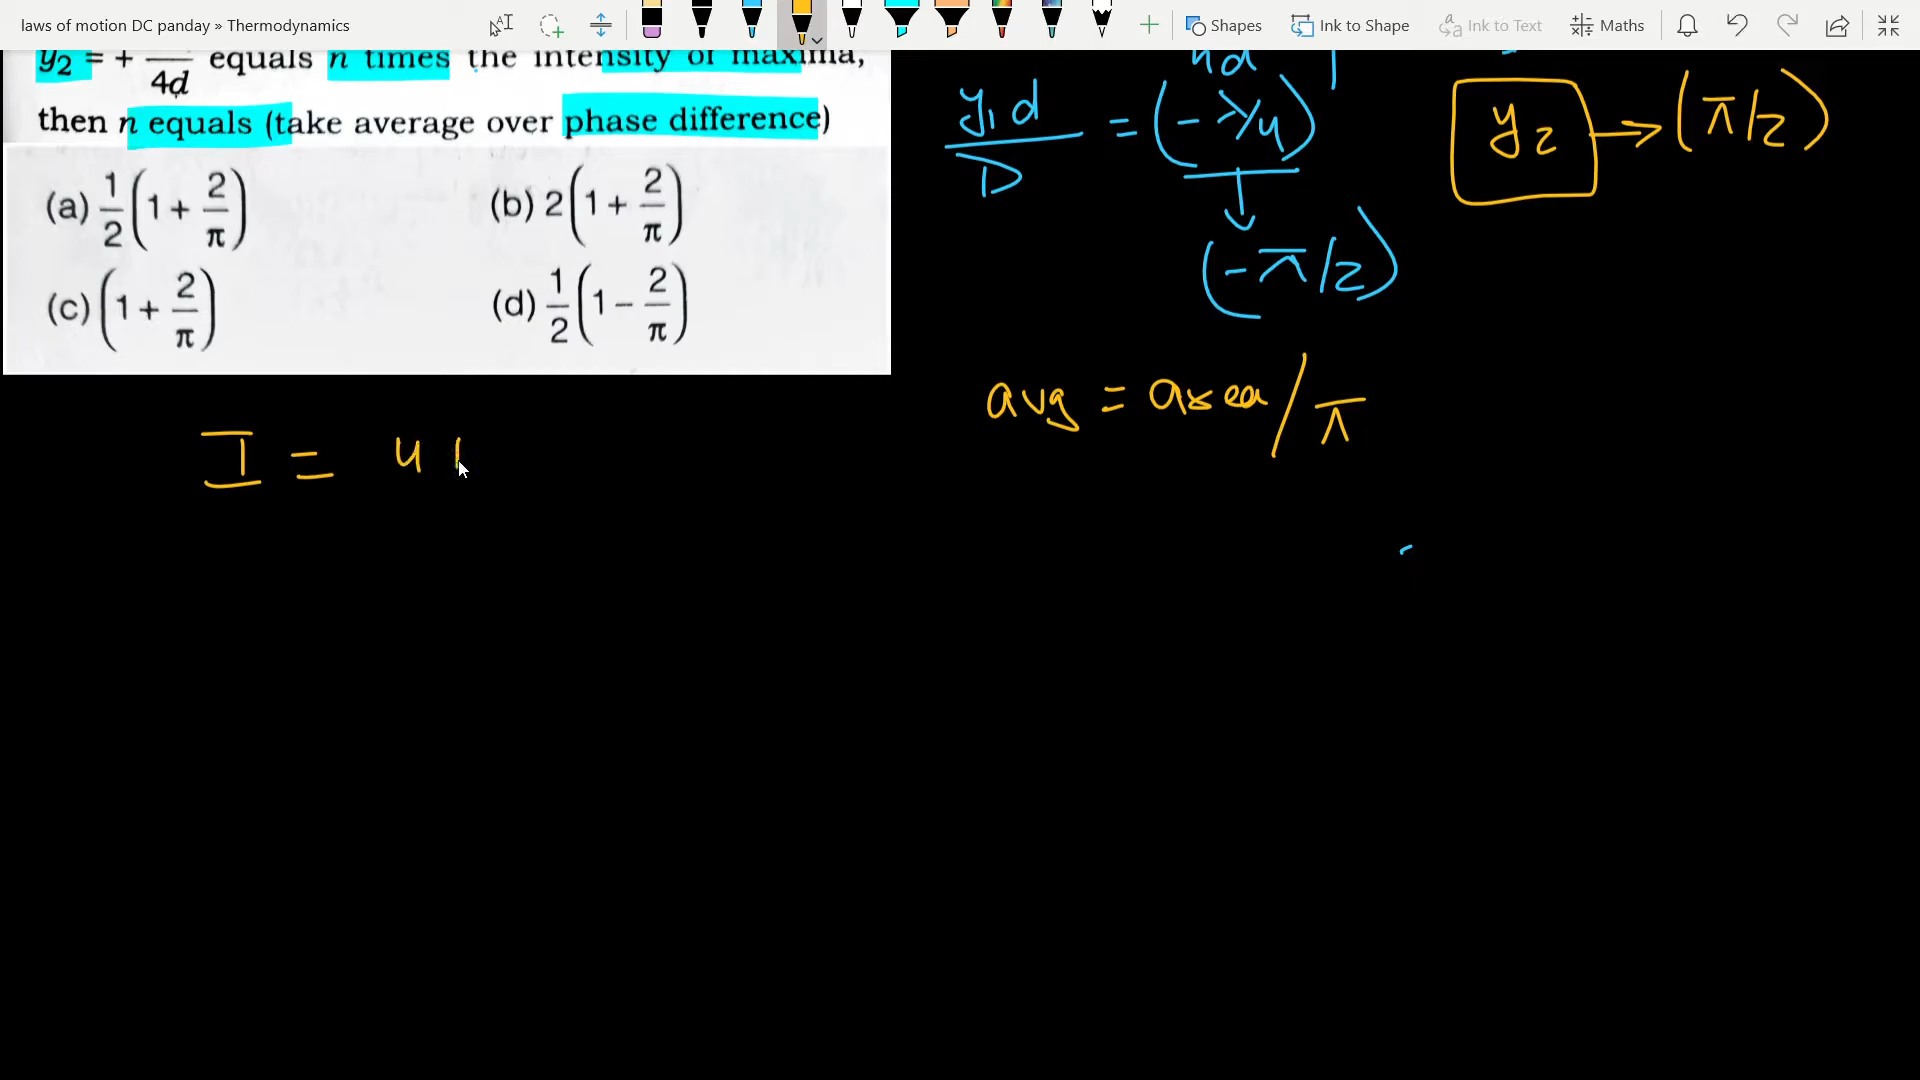 laws of motion DC panday » Thermodynamics
Shapes
Ink to Shape
Ink to Text
Maths
y₂ = + /4d equals n times the intensity of maxima,
then n equals (take average over phase difference)
(a) 1/2 (1 + 2/π)
(b) 2 (1 + 2/π)
(c) (1 + 2/π)
(d) 1/2 (1 − 2/π)
4d
y₁d/D = (- λ/4)
(- π/2)
y₂ → (π/2)
avg = area/π
I = 4